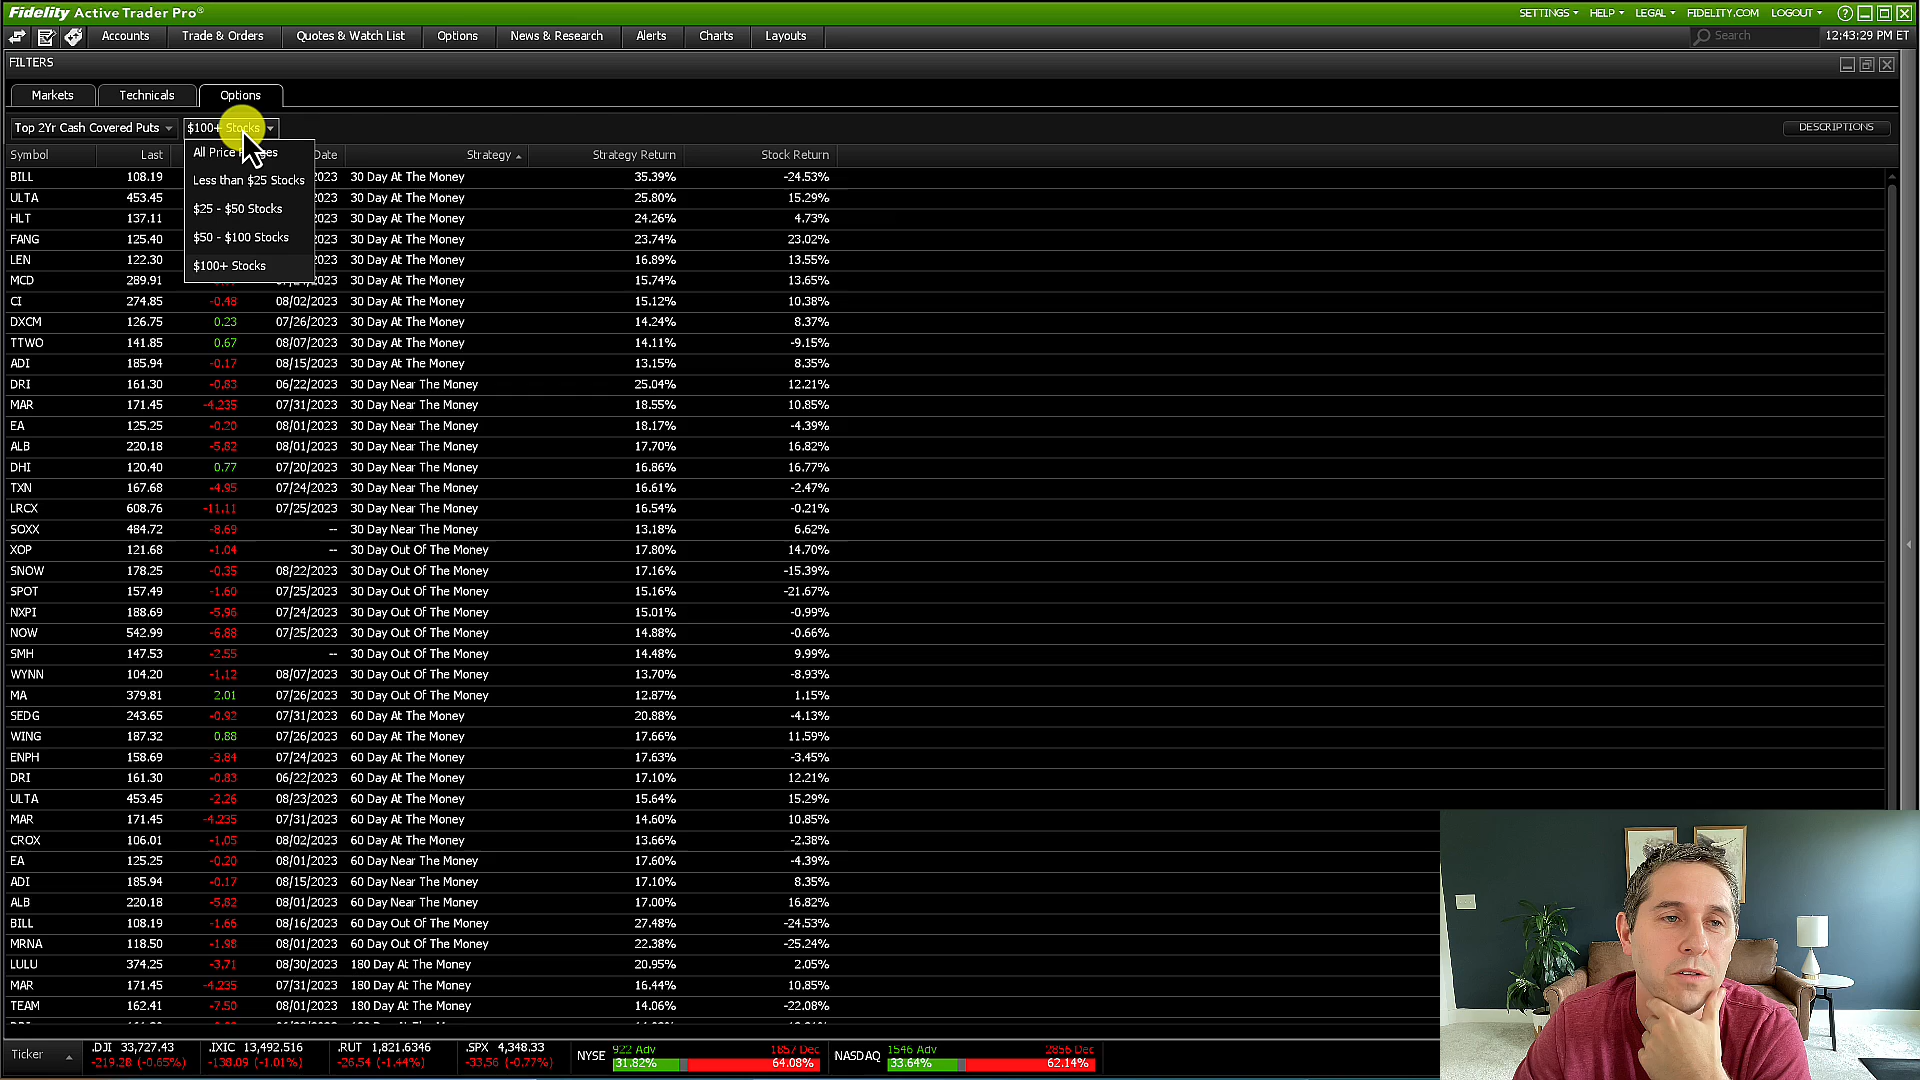 Fidelity Active Trader Pro®
SETTINGS HELP LEGAL FIDELITY.COM LOGOUT
Accounts Trade & Orders Quotes & Watch List Options News & Research Alerts Charts Layouts Search 12:43:29 PM ET
FILTERS
Markets Technicals Options
Top 2Yr Cash Covered Puts $100+ Stocks DESCRIPTIONS
All Price
Less than $25 Stocks
$25 - $50 Stocks
$50 - $100 Stocks
$100+ Stocks
Symbol Last Date Strategy Strategy Return Stock Return
BILL 108.19 2023 30 Day At The Money 35.39% -24.53%
ULTA 453.45 2023 30 Day At The Money 25.80% 15.29%
HLT 137.11 2023 30 Day At The Money 24.26% 4.73%
FANG 125.40 2023 30 Day At The Money 23.74% 23.02%
LEN 122.30 2023 30 Day At The Money 16.89% 13.55%
MCD 289.91 30 Day At The Money 15.74% 13.65%
CI 274.85 -0.48 08/02/2023 30 Day At The Money 15.12% 10.38%
DXCM 126.75 0.23 07/26/2023 30 Day At The Money 14.24% 8.37%
TTWO 141.85 0.67 08/07/2023 30 Day At The Money 14.11% -9.15%
ADI 185.94 -0.17 08/15/2023 30 Day At The Money 13.15% 8.35%
DRI 161.30 -0.83 06/22/2023 30 Day Near The Money 25.04% 12.21%
MAR 171.45 -4.235 07/31/2023 30 Day Near The Money 18.55% 10.85%
EA 125.25 -0.20 08/01/2023 30 Day Near The Money 18.17% -4.39%
ALB 220.18 -5.82 08/01/2023 30 Day Near The Money 17.70% 16.82%
DHI 120.40 0.77 07/20/2023 30 Day Near The Money 16.86% 16.77%
TXN 167.68 -4.95 07/24/2023 30 Day Near The Money 16.61% -2.47%
LRCX 608.76 -11.11 07/25/2023 30 Day Near The Money 16.54% -0.21%
SOXX 484.72 -8.69 -- 30 Day Near The Money 13.18% 6.62%
XOP 121.68 -1.04 -- 30 Day Out Of The Money 17.80% 14.70%
SNOW 178.25 -0.35 08/22/2023 30 Day Out Of The Money 17.16% -15.39%
SPOT 157.49 -1.60 07/25/2023 30 Day Out Of The Money 15.16% -21.67%
NXPI 188.69 -5.96 07/24/2023 30 Day Out Of The Money 15.01% -0.99%
NOW 542.99 -6.88 07/25/2023 30 Day Out Of The Money 14.88% -0.66%
SMH 147.53 -2.55 -- 30 Day Out Of The Money 14.48% 9.99%
WYNN 104.20 -1.12 08/07/2023 30 Day Out Of The Money 13.70% -8.93%
MA 379.81 2.01 07/26/2023 30 Day Out Of The Money 12.87% 1.15%
SEDG 243.65 -0.92 07/31/2023 60 Day At The Money 20.88% -4.13%
WING 187.32 0.88 07/26/2023 60 Day At The Money 17.66% 11.59%
ENPH 158.69 -3.84 07/24/2023 60 Day At The Money 17.63% -3.45%
DRI 161.30 -0.83 06/22/2023 60 Day At The Money 17.10% 12.21%
ULTA 453.45 -2.26 08/23/2023 60 Day At The Money 15.64% 15.29%
MAR 171.45 -4.235 07/31/2023 60 Day At The Money 14.60% 10.85%
CROX 106.01 -1.05 08/02/2023 60 Day At The Money 13.66% -2.38%
EA 125.25 -0.20 08/01/2023 60 Day Near The Money 17.60% -4.39%
ADI 185.94 -0.17 08/15/2023 60 Day Near The Money 17.10% 8.35%
ALB 220.18 -5.82 08/01/2023 60 Day Near The Money 17.00% 16.82%
BILL 108.19 -1.66 08/16/2023 60 Day Out Of The Money 27.48% -24.53%
MRNA 118.50 -1.98 08/01/2023 60 Day Out Of The Money 22.38% -25.24%
LULU 374.25 -3.71 08/30/2023 180 Day At The Money 20.95% 2.05%
MAR 171.45 -4.235 07/31/2023 180 Day At The Money 16.44% 10.85%
TEAM 162.41 -7.50 08/01/2023 180 Day At The Money 14.06% -22.08%
Ticker .DJI 33,727.43 .IXIC 13,492.516 .RUT 1,821.6346 .SPX 4,348.33 NYSE 922 Adv 1857 Dec NASDAQ 1546 Adv 2856 Dec
-219.28 (-0.65%) -138.09 (-1.01%) -26.54 (-1.44%) -33.56 (-0.77%) 31.82% 64.08% 33.64% 62.14%